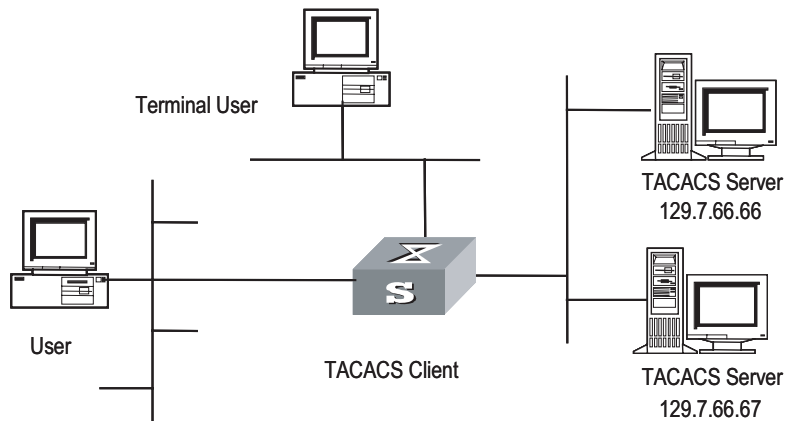 Terminal User
TACACS Server
129.7.66.66
S
User
TACACS Client
TACACS Server
129.7.66.67